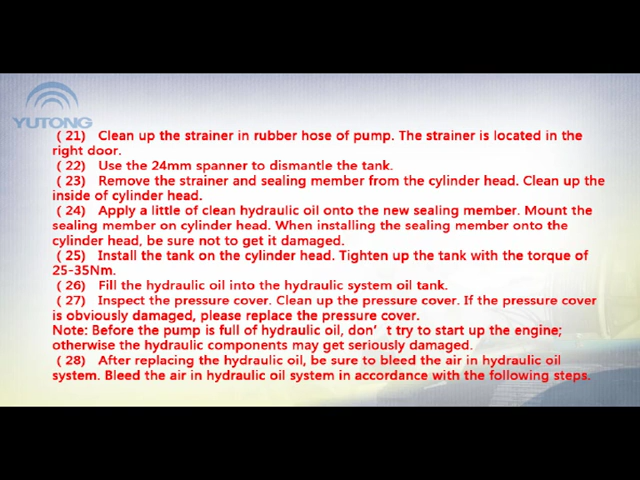 YUTONG
(21) Clean up the strainer in rubber hose of pump. The strainer is located in the
right door.
(22) Use the 24mm spanner to dismantle the tank.
(23) Remove the strainer and sealing member from the cylinder head. Clean up the
inside of cylinder head.
(24) Apply a little of clean hydraulic oil onto the new sealing member. Mount the
sealing member on cylinder head. When installing the sealing member onto the
cylinder head, be sure not to get it damaged.
(25) Install the tank on the cylinder head. Tighten up the tank with the torque of
25-35Nm.
(26) Fill the hydraulic oil into the hydraulic system oil tank.
(27) Inspect the pressure cover. Clean up the pressure cover. If the pressure cover
is obviously damaged, please replace the pressure cover.
Note: Before the pump is full of hydraulic oil, don’ t try to start up the engine;
otherwise the hydraulic components may get seriously damaged.
(28) After replacing the hydraulic oil, be sure to bleed the air in hydraulic oil
system. Bleed the air in hydraulic oil system in accordance with the following steps.